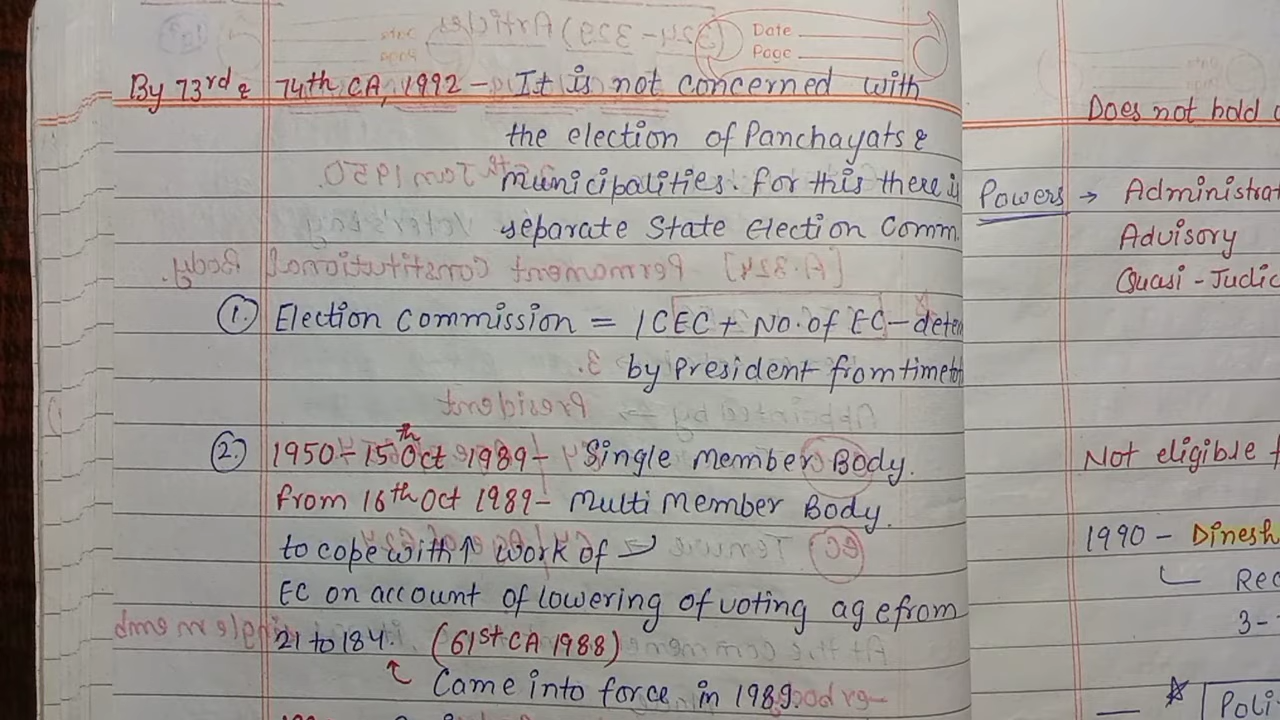 Date
Page
By 73rd & 74th CA, 1992 - It is not concerned with
the election of Panchayats &
Municipalities. For this there is
separate State Election Comm.
① Election Commission = 1CEC + No. of EC - deter
by President from time to
② 1950 - 15th Oct 1989 - Single Member Body.
From 16th Oct 1989 - Multi Member Body.
to cope with ↑ work of
EC on account of lowering of voting age from
21 to 18y. (61st CA 1988)
↑ Came into force in 1989.
Does not hold
Powers → Administrat
Advisory
Quasi - Judic
Not eligible
1990 - Dinesh
Rec
3-
Poli